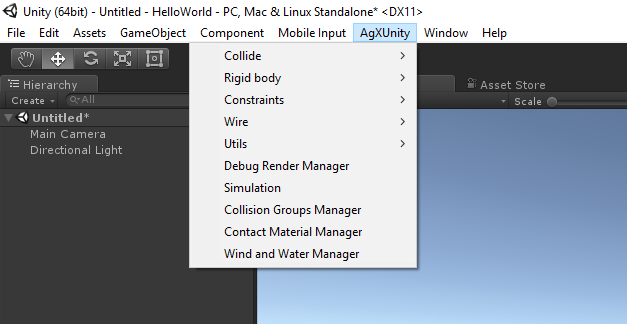 Unity (64bit) - Untitled - HelloWorld - PC, Mac & Linux Standalone* <DX11>
File Edit Assets GameObject Component Mobile Input AgXUnity Window Help
Hierarchy
Asset Store
Create
All
Scale
Untitled*
Main Camera
Directional Light
Collide
Rigid body
Constraints
Wire
Utils
Debug Render Manager
Simulation
Collision Groups Manager
Contact Material Manager
Wind and Water Manager